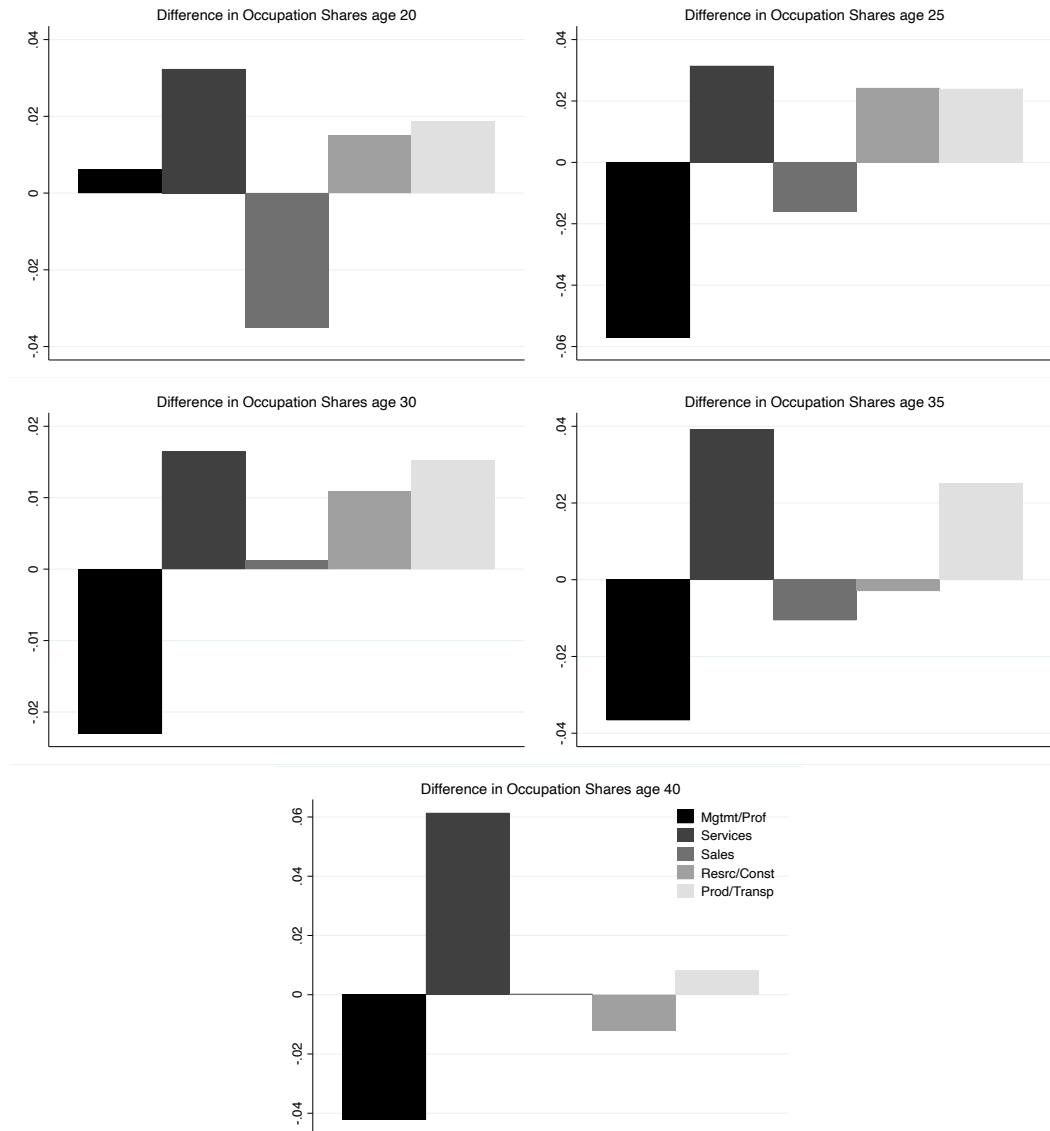 Difference in Occupation Shares age 20
.04
.02
0
-.02
-.04
Difference in Occupation Shares age 25
.04
.02
0
-.02
-.04
-.06
Difference in Occupation Shares age 30
.02
.01
0
-.01
-.02
Difference in Occupation Shares age 35
.04
.02
0
-.02
-.04
Difference in Occupation Shares age 40
.06
.04
.02
0
-.02
-.04
Mgtmt/Prof
Services
Sales
Resrc/Const
Prod/Transp